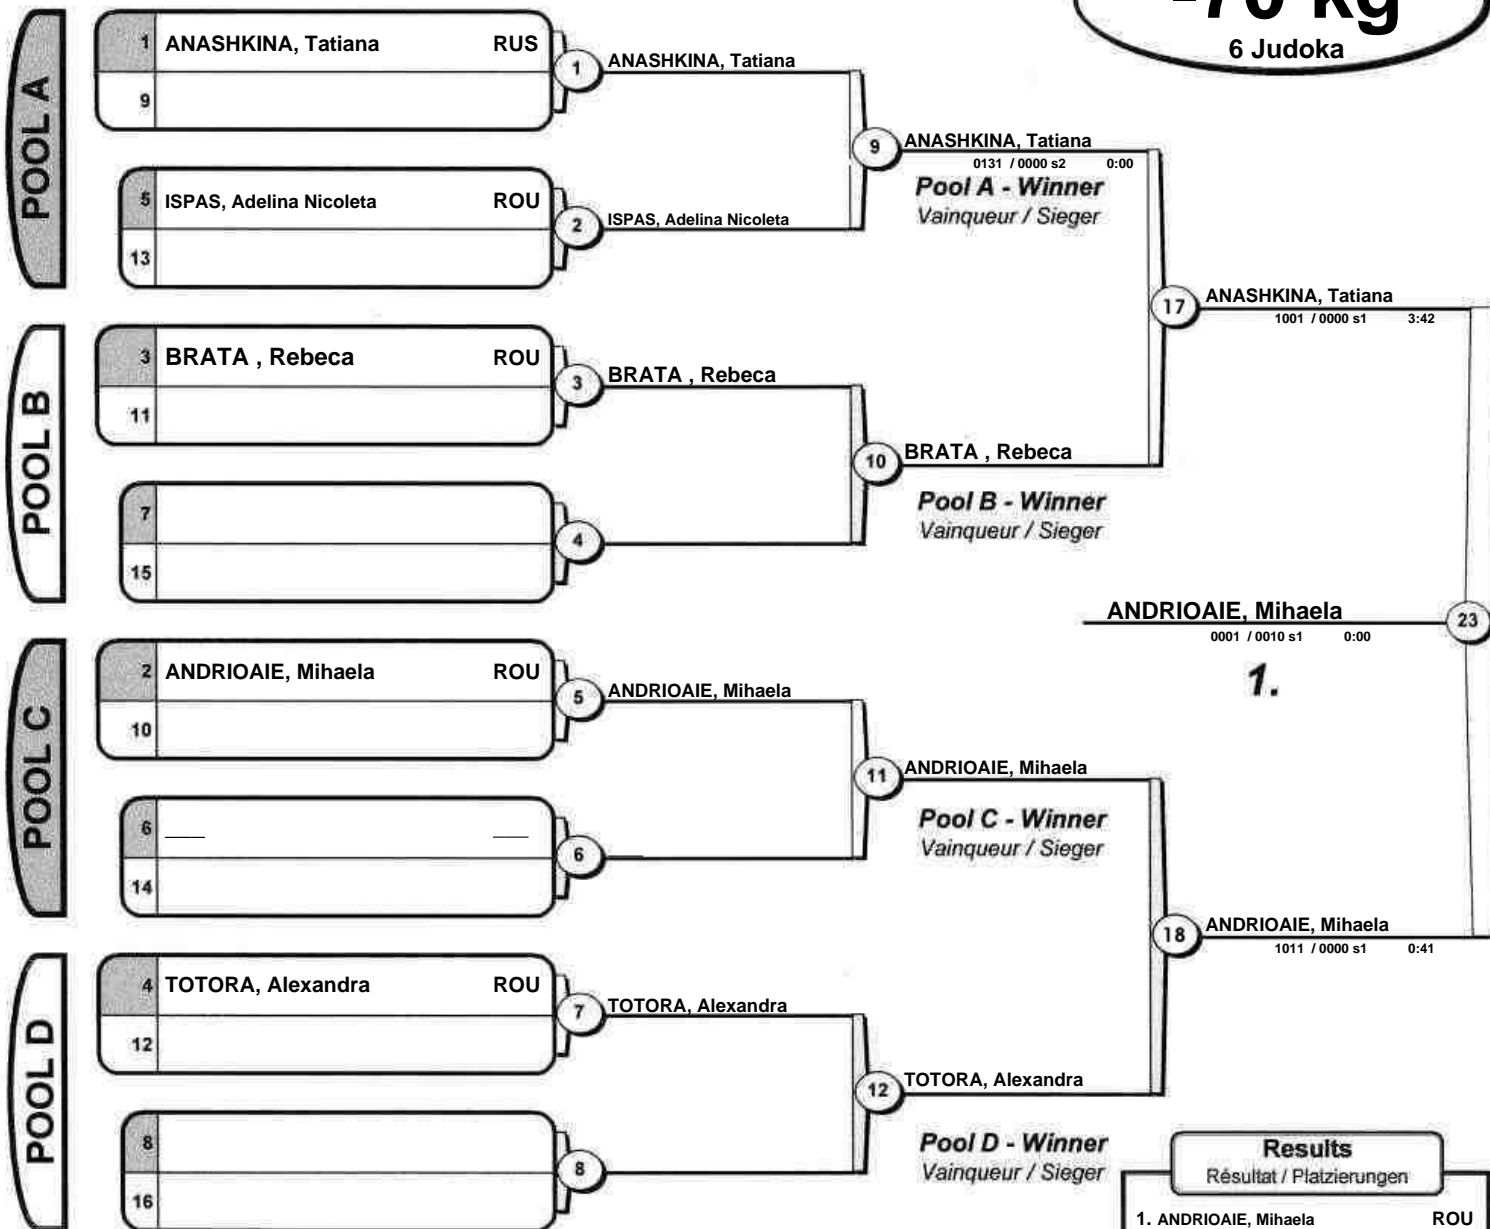 -70 kg
6 Judoka
POOL A
1 ANASHKINA, Tatiana RUS
9
1 ANASHKINA, Tatiana
5 ISPAS, Adelina Nicoleta ROU
13
2 ISPAS, Adelina Nicoleta
9 ANASHKINA, Tatiana
0131 / 0000 s2 0:00
Pool A - Winner
Vainqueur / Sieger
POOL B
3 BRATA , Rebeca ROU
11
3 BRATA , Rebeca
7
15
4
10 BRATA , Rebeca
Pool B - Winner
Vainqueur / Sieger
17 ANASHKINA, Tatiana
1001 / 0000 s1 3:42
ANDRIOAIE, Mihaela 23
0001 / 0010 s1 0:00
1.
POOL C
2 ANDRIOAIE, Mihaela ROU
10
5 ANDRIOAIE, Mihaela
6 ___ ___
14
6
11 ANDRIOAIE, Mihaela
Pool C - Winner
Vainqueur / Sieger
18 ANDRIOAIE, Mihaela
1011 / 0000 s1 0:41
POOL D
4 TOTORA, Alexandra ROU
12
7 TOTORA, Alexandra
8
16
8
12 TOTORA, Alexandra
Pool D - Winner
Vainqueur / Sieger
Results
Résultat / Platzierungen
1. ANDRIOAIE, Mihaela ROU